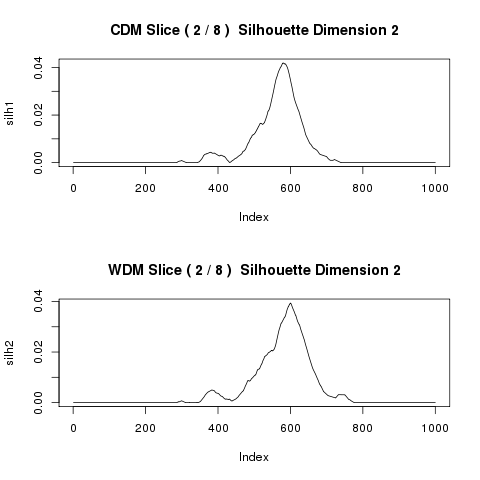 CDM Slice ( 2 / 8 )  Silhouette Dimension 2
silh1
0.04
0.02
0.00
0 200 400 600 800 1000
Index
WDM Slice ( 2 / 8 )  Silhouette Dimension 2
silh2
0.04
0.02
0.00
0 200 400 600 800 1000
Index